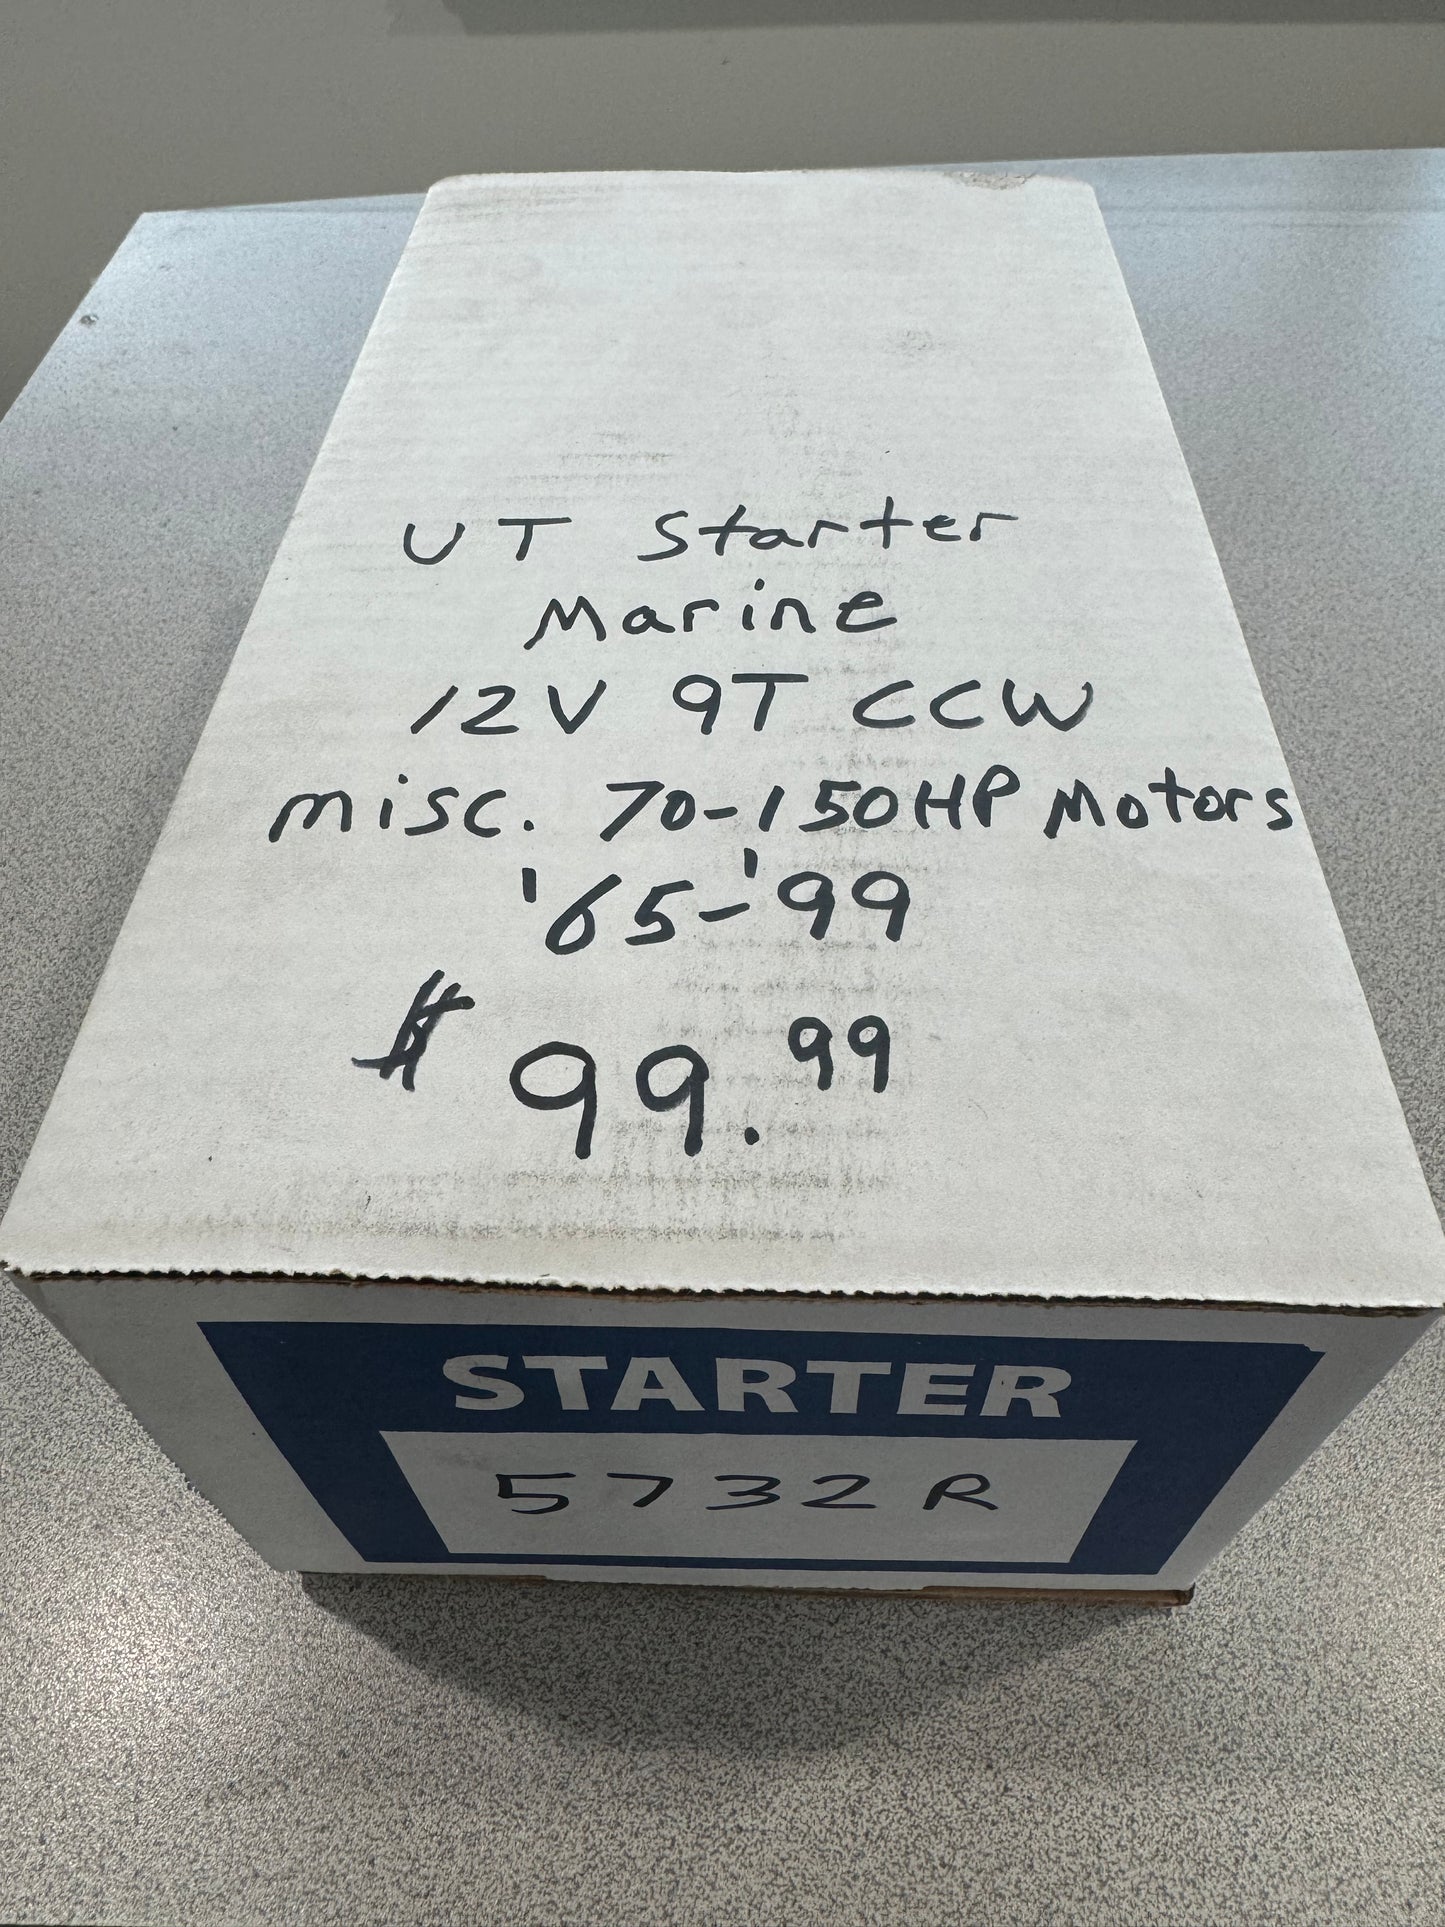 UT Starter
Marine
12V 9T CCW
misc. 70-150HP Motors
'65-'99
$99.99
STARTER
5732R